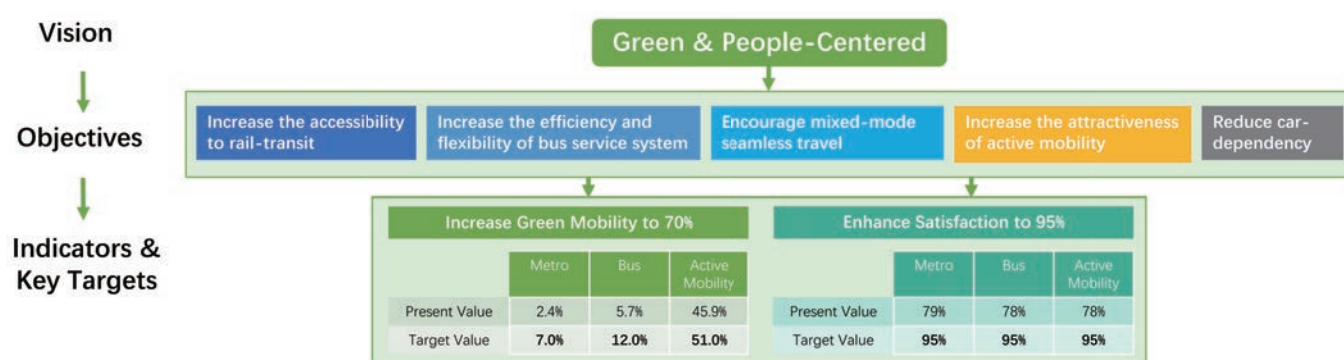 Vision
Green & People-Centered
Objectives
Increase the accessibility
to rail-transit
Increase the efficiency and
flexibility of bus service system
Encourage mixed-mode
seamless travel
Increase the attractiveness
of active mobility
Reduce car-
dependency
Indicators &
Key Targets
Increase Green Mobility to 70%
Metro Bus Active
Mobility
Present Value 2.4% 5.7% 45.9%
Target Value 7.0% 12.0% 51.0%
Enhance Satisfaction to 95%
Metro Bus Active
Mobility
Present Value 79% 78% 78%
Target Value 95% 95% 95%